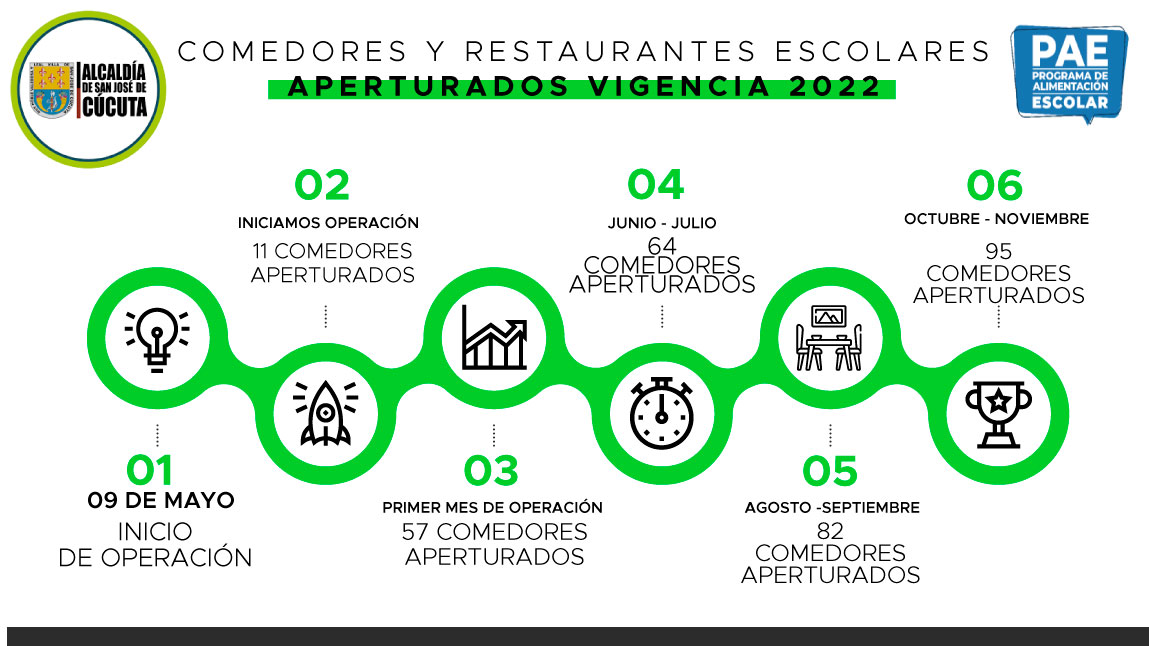 ALCALDÍA
DE SAN JOSÉ DE
CÚCUTA
COMEDORES Y RESTAURANTES ESCOLARES
APERTURADOS VIGENCIA 2022
PAE
PROGRAMA DE
ALIMENTACIÓN
ESCOLAR
01
09 DE MAYO
INICIO
DE OPERACIÓN
02
INICIAMOS OPERACIÓN
11 COMEDORES
APERTURADOS
03
PRIMER MES DE OPERACIÓN
57 COMEDORES
APERTURADOS
04
JUNIO - JULIO
64
COMEDORES
APERTURADOS
05
AGOSTO -SEPTIEMBRE
82
COMEDORES
APERTURADOS
06
OCTUBRE - NOVIEMBRE
95
COMEDORES
APERTURADOS